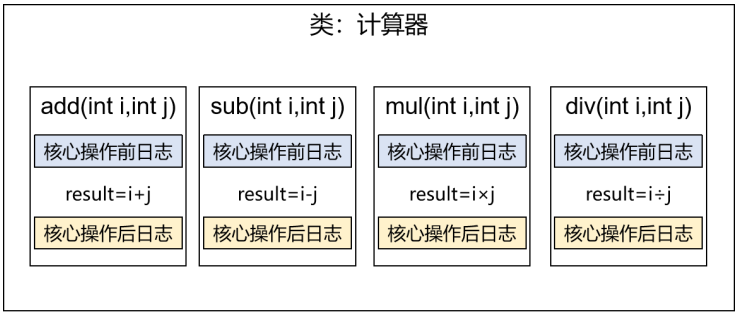 类：计算器
add(int i,int j)
核心操作前日志
result=i+j
核心操作后日志
sub(int i,int j)
核心操作前日志
result=i-j
核心操作后日志
mul(int i,int j)
核心操作前日志
result=i×j
核心操作后日志
div(int i,int j)
核心操作前日志
result=i÷j
核心操作后日志